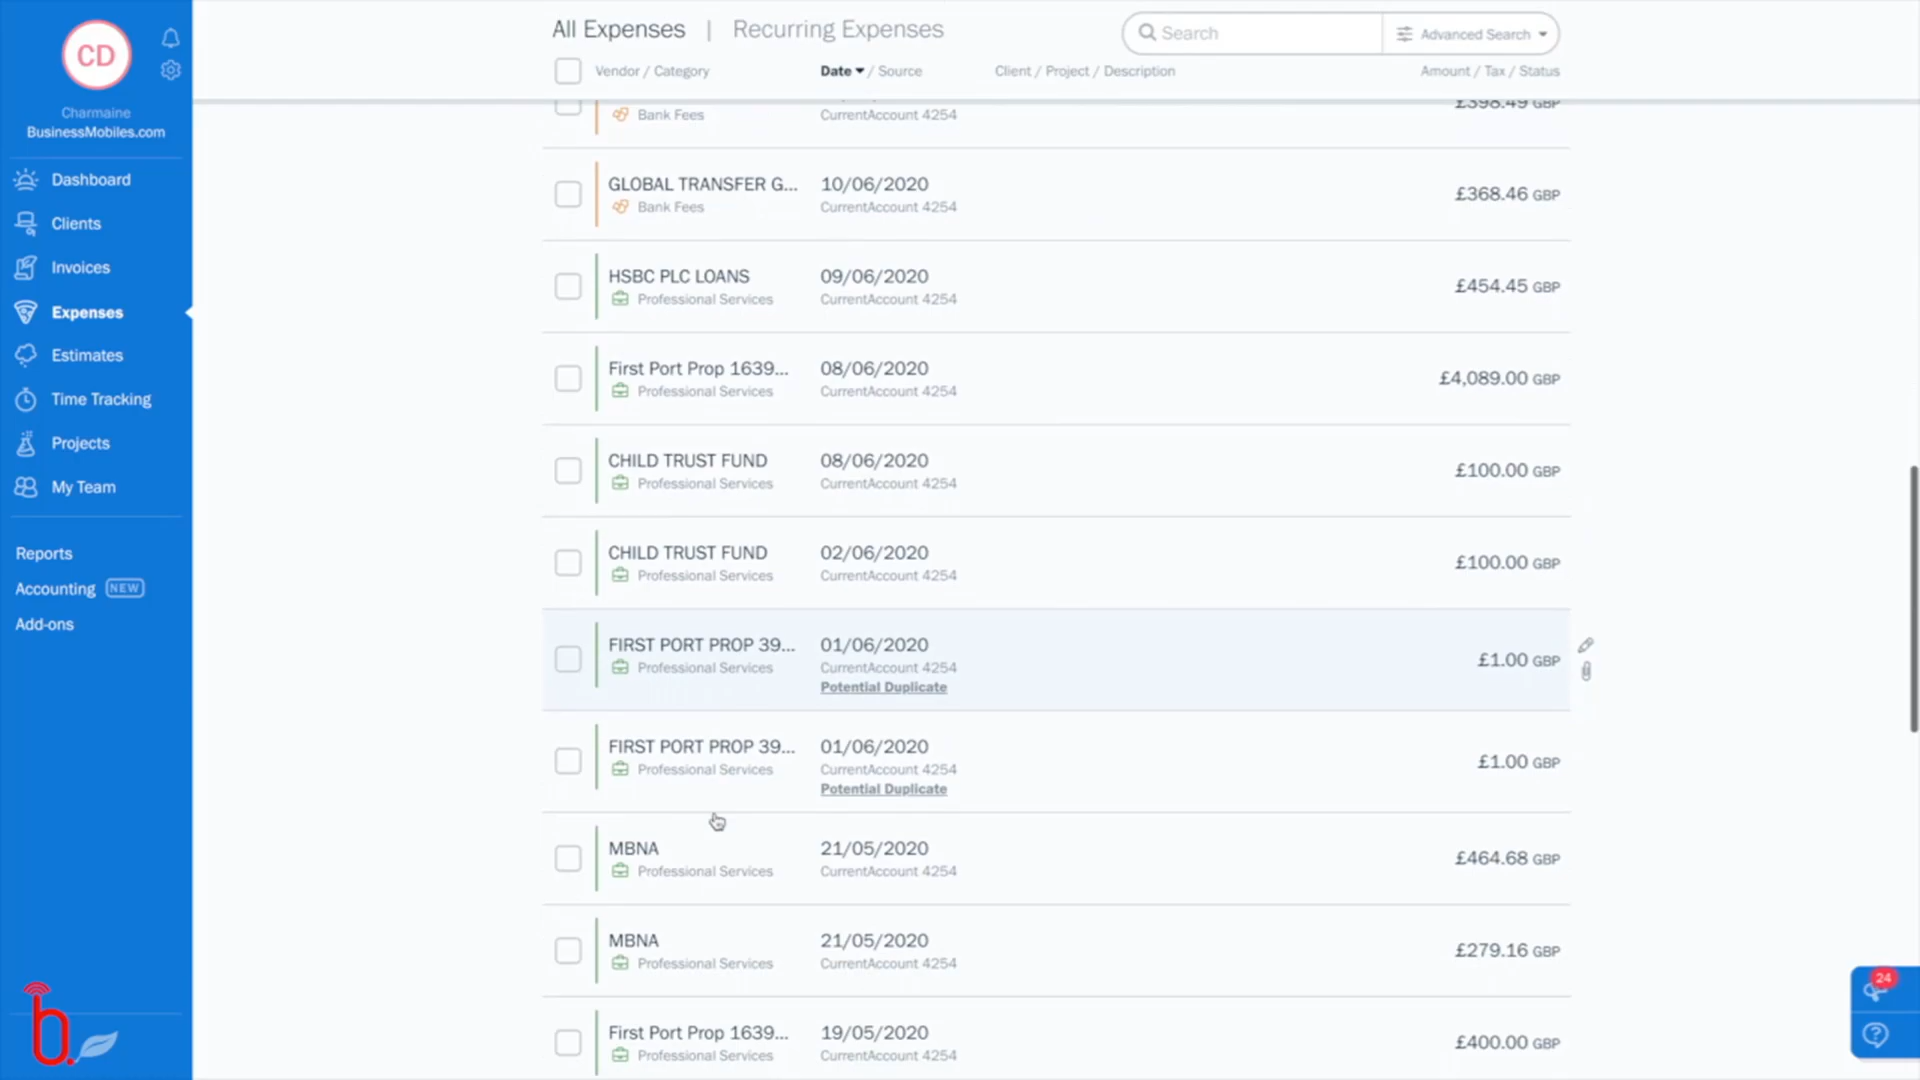 CD
Charmaine
BusinessMobiles.com
Dashboard
Clients
Invoices
Expenses
Estimates
Time Tracking
Projects
My Team
Reports
Accounting NEW
Add-ons
b.
All Expenses | Recurring Expenses
Search
Advanced Search
Vendor / Category Date / Source Client / Project / Description Amount / Tax / Status
£398.49 GBP
Bank Fees CurrentAccount 4254
GLOBAL TRANSFER G... 10/06/2020 £368.46 GBP
Bank Fees CurrentAccount 4254
HSBC PLC LOANS 09/06/2020 £454.45 GBP
Professional Services CurrentAccount 4254
First Port Prop 1639... 08/06/2020 £4,089.00 GBP
Professional Services CurrentAccount 4254
CHILD TRUST FUND 08/06/2020 £100.00 GBP
Professional Services CurrentAccount 4254
CHILD TRUST FUND 02/06/2020 £100.00 GBP
Professional Services CurrentAccount 4254
FIRST PORT PROP 39... 01/06/2020 £1.00 GBP
Professional Services CurrentAccount 4254
Potential Duplicate
FIRST PORT PROP 39... 01/06/2020 £1.00 GBP
Professional Services CurrentAccount 4254
Potential Duplicate
MBNA 21/05/2020 £464.68 GBP
Professional Services CurrentAccount 4254
MBNA 21/05/2020 £279.16 GBP
Professional Services CurrentAccount 4254
First Port Prop 1639... 19/05/2020 £400.00 GBP
Professional Services CurrentAccount 4254
24